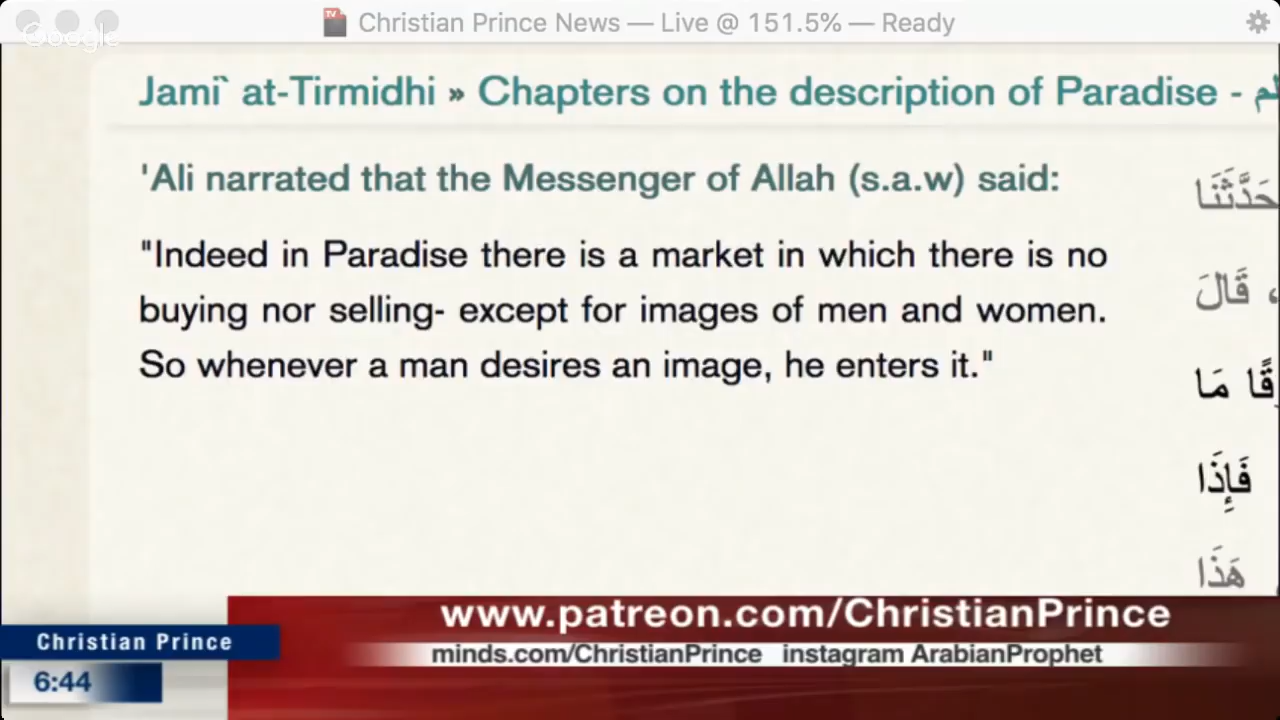 Christian Prince News — Live @ 151.5% — Ready
Google
Jami` at-Tirmidhi » Chapters on the description of Paradise -
'Ali narrated that the Messenger of Allah (s.a.w) said:
حَدَّثَنَا
"Indeed in Paradise there is a market in which there is no
، قَالَ
buying nor selling- except for images of men and women.
So whenever a man desires an image, he enters it."
مَا
فَإِذَا
هَذَا
www.patreon.com/ChristianPrince
Christian Prince
minds.com/ChristianPrince instagram ArabianProphet
6:44